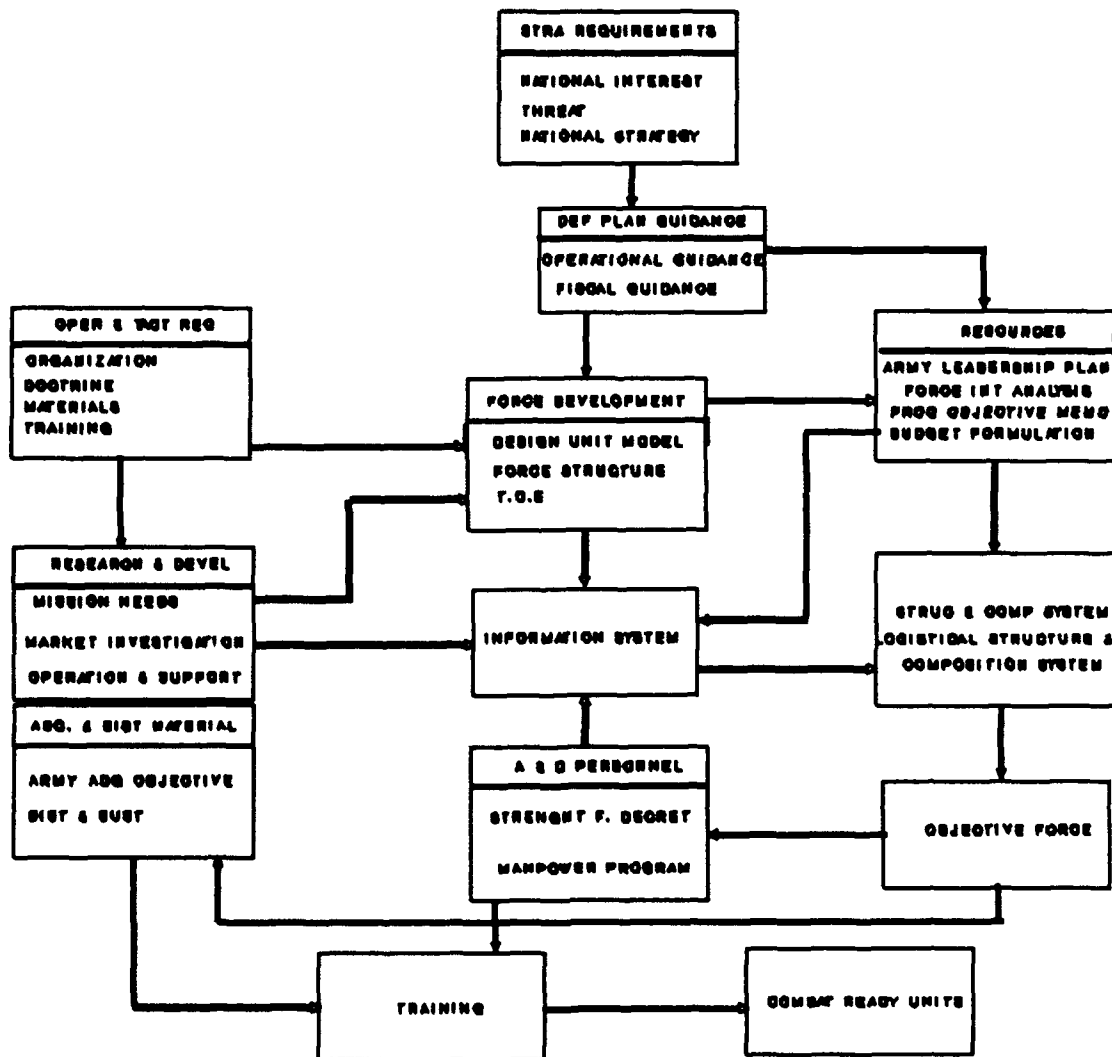 STRA REQUIREMENTS
NATIONAL INTEREST
THREAT
NATIONAL STRATEGY
DEF PLAN GUIDANCE
OPERATIONAL GUIDANCE
FISCAL GUIDANCE
OPER & TACT REQ
ORGANIZATION
DOCTRINE
MATERIALS
TRAINING
RESOURCES
ARMY LEADERSHIP PLAN
FORCE INT ANALYSIS
PROG OBJECTIVE MEMO
BUDGET FORMULATION
FORCE DEVELOPMENT
DESIGN UNIT MODEL
FORCE STRUCTURE
T.O.E
RESEARCH & DEVEL
MISSION NEEDS
MARKET INVESTIGATION
OPERATION & SUPPORT
INFORMATION SYSTEM
STRUC & COMP SYSTEM
LOGISTICAL STRUCTURE &
COMPOSITION SYSTEM
ADQ. & DIST MATERIAL
ARMY ADQ OBJECTIVE
DIST & SUST
A & D PERSONNEL
STRENGHT F. DECRET
MANPOWER PROGRAM
OBJECTIVE FORCE
TRAINING
COMBAT READY UNITS